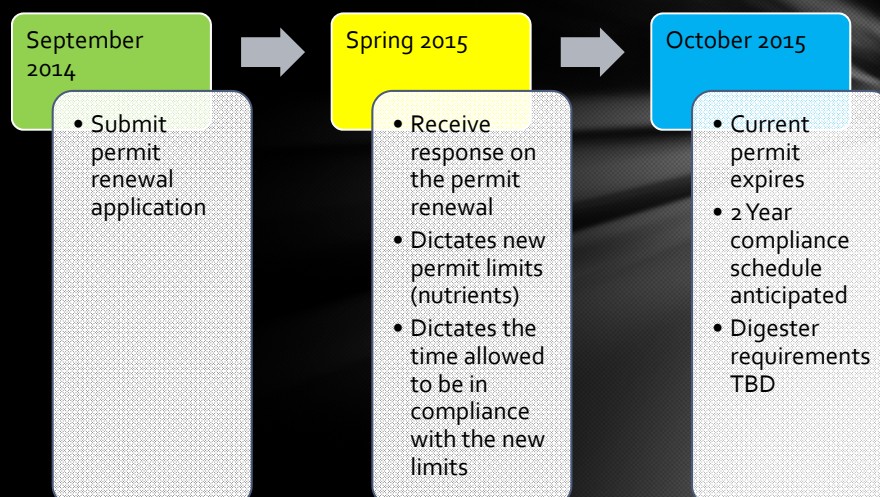 September
2014
• Submit
permit
renewal
application
Spring 2015
• Receive
response on
the permit
renewal
• Dictates new
permit limits
(nutrients)
• Dictates the
time allowed
to be in
compliance
with the new
limits
October 2015
• Current
permit
expires
• 2 Year
compliance
schedule
anticipated
• Digester
requirements
TBD